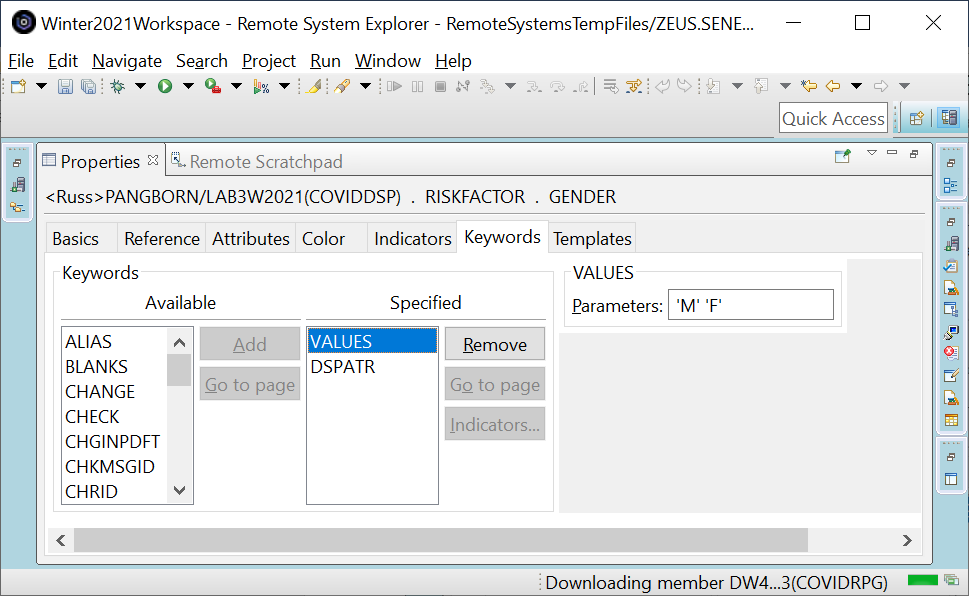 Winter2021Workspace - Remote System Explorer - RemoteSystemsTempFiles/ZEUS.SENE...
File Edit Navigate Search Project Run Window Help
Quick Access
Properties Remote Scratchpad
<Russ>PANGBORN/LAB3W2021(COVIDDSP) . RISKFACTOR . GENDER
Basics Reference Attributes Color Indicators Keywords Templates
Keywords
VALUES
Available Specified
Parameters: 'M' 'F'
ALIAS
BLANKS
CHANGE
CHECK
CHGINPDFT
CHKMSGID
CHRID
Add
Go to page
VALUES
DSPATR
Remove
Go to page
Indicators...
Downloading member DW4...3(COVIDRPG)